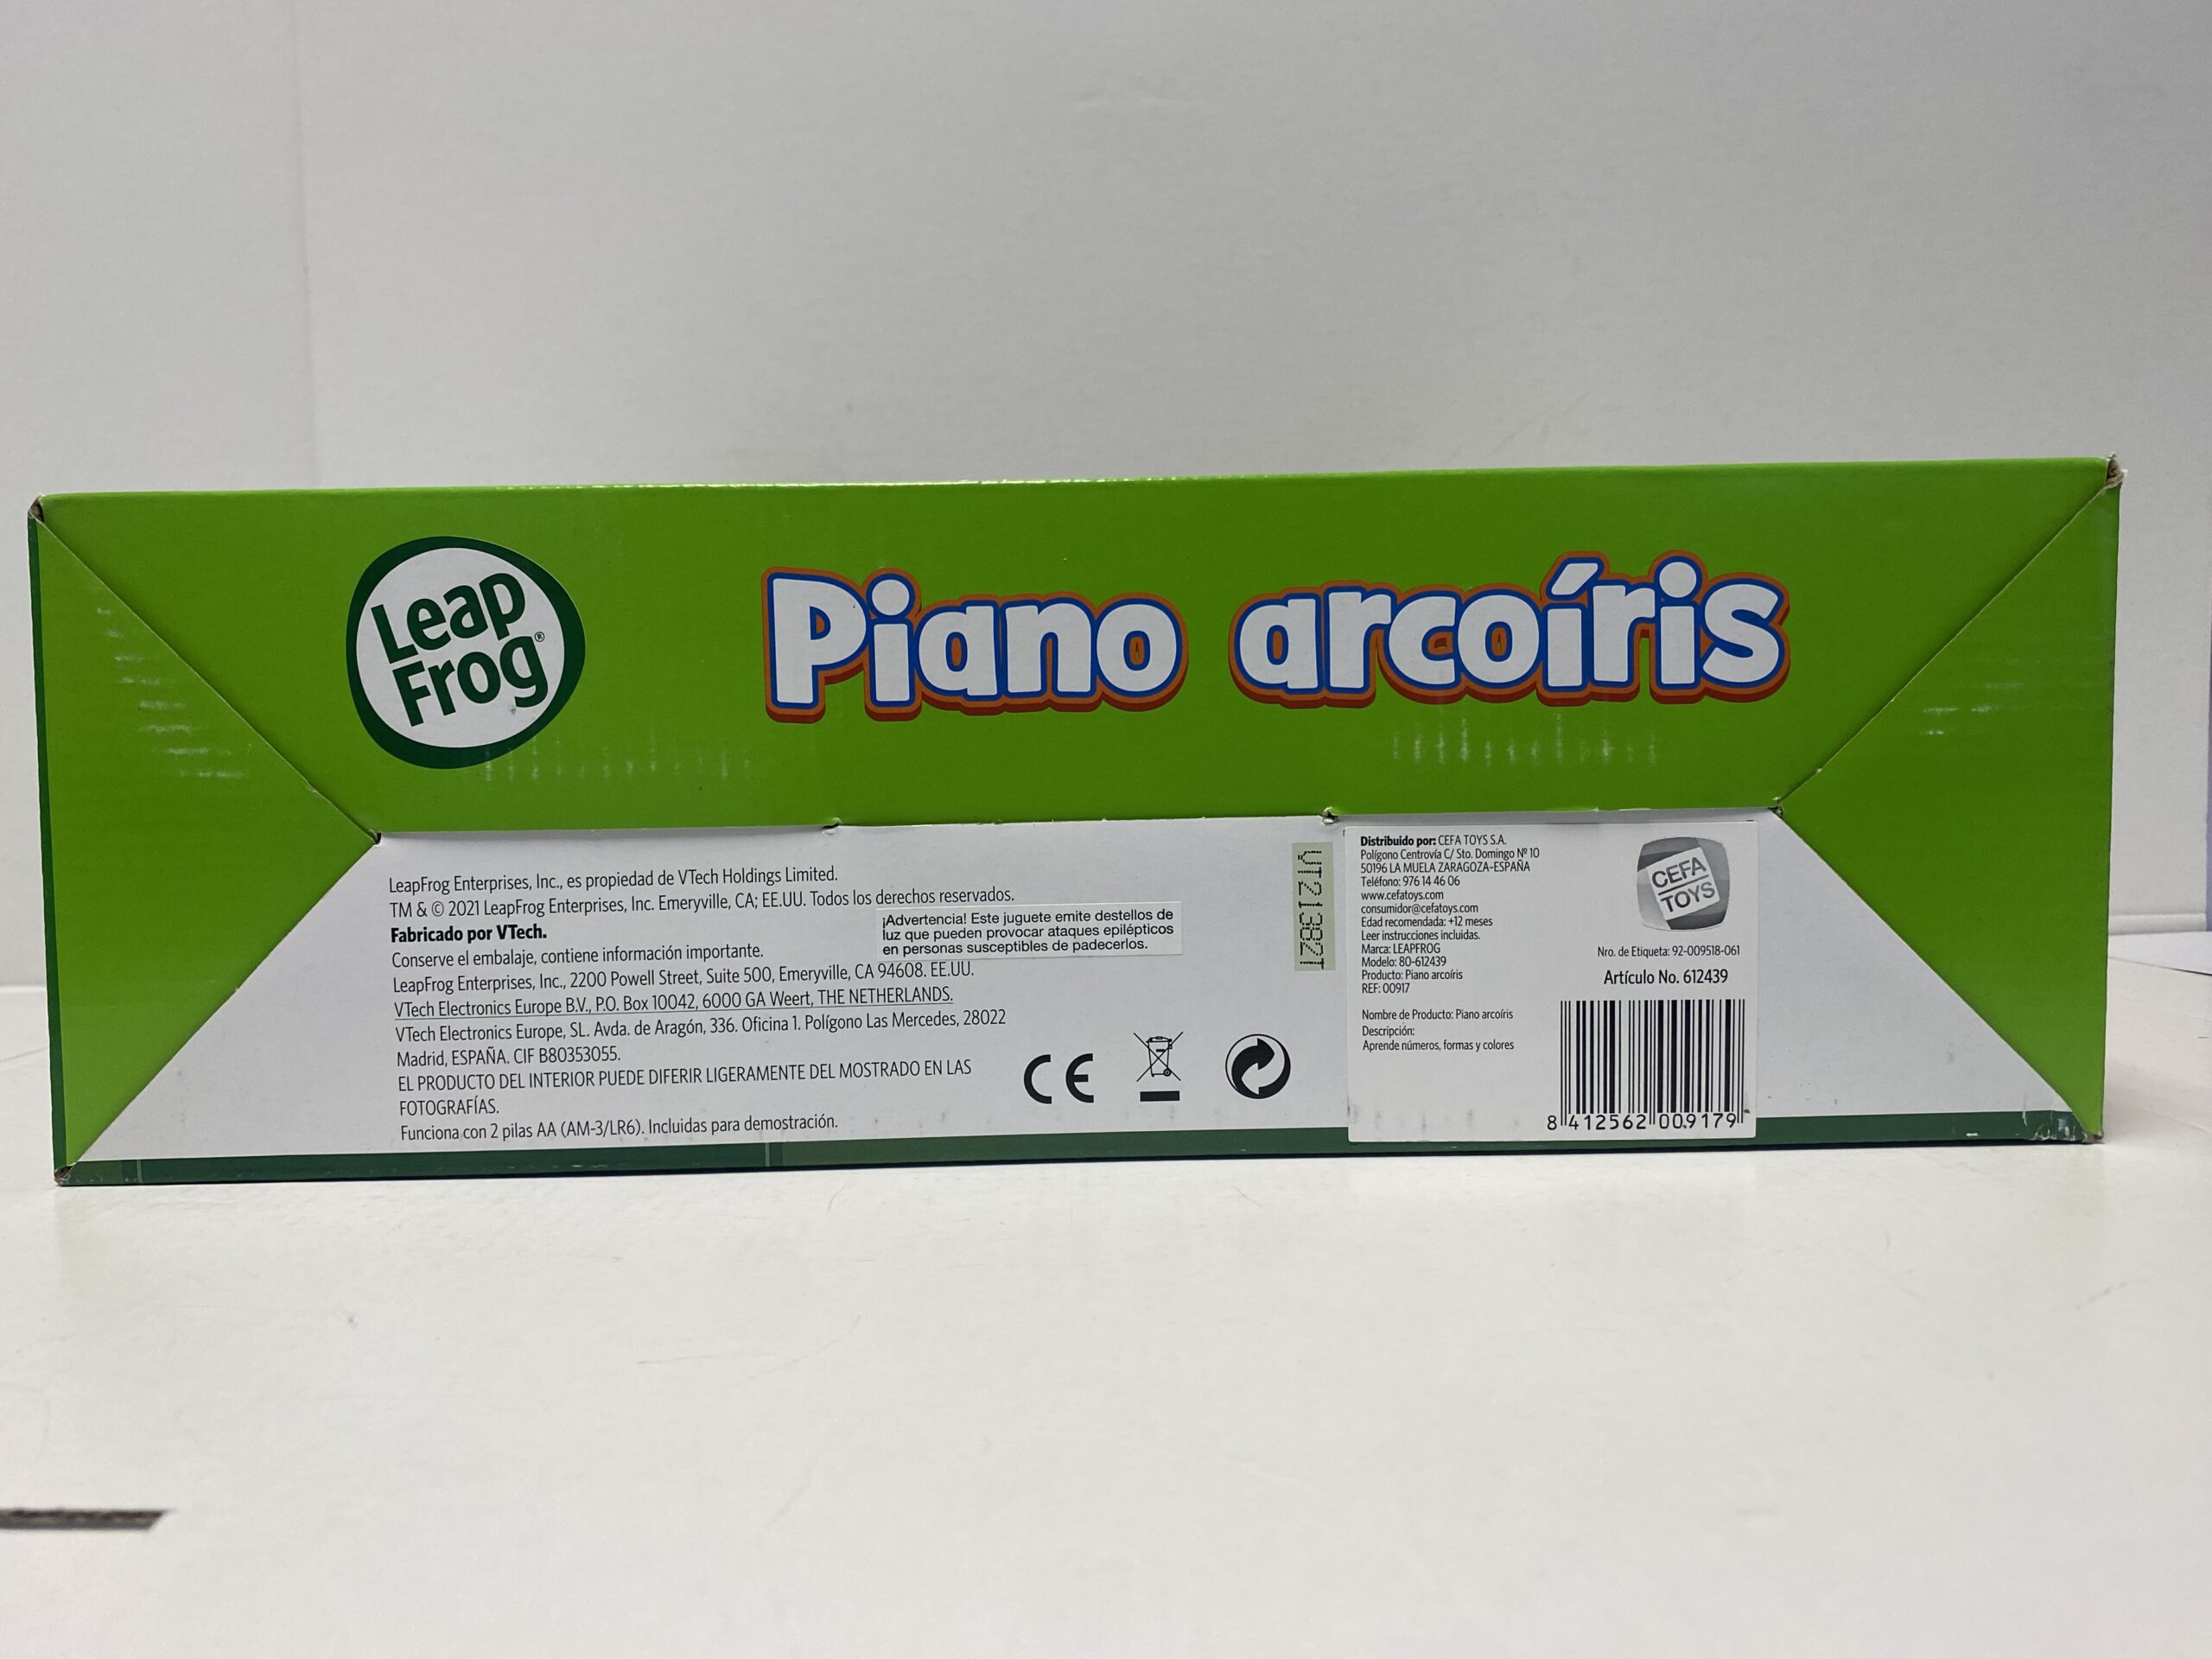 Leap
Frog®
Piano arcoíris
LeapFrog Enterprises, Inc., es propiedad de VTech Holdings Limited.
TM & © 2021 LeapFrog Enterprises, Inc. Emeryville, CA; EE.UU. Todos los derechos reservados.
Fabricado por VTech.
Conserve el embalaje, contiene información importante.
LeapFrog Enterprises, Inc., 2200 Powell Street, Suite 500, Emeryville, CA 94608. EE.UU.
VTech Electronics Europe B.V., P.O. Box 10042, 6000 GA Weert, THE NETHERLANDS.
VTech Electronics Europe, SL. Avda. de Aragón, 336. Oficina 1. Polígono Las Mercedes, 28022
Madrid, ESPAÑA. CIF B80353055.
EL PRODUCTO DEL INTERIOR PUEDE DIFERIR LIGERAMENTE DEL MOSTRADO EN LAS
FOTOGRAFÍAS.
Funciona con 2 pilas AA (AM-3/LR6). Incluidas para demostración.
¡Advertencia! Este juguete emite destellos de
luz que pueden provocar ataques epilépticos
en personas susceptibles de padecerlos.
CE
VT21382T
Distribuido por: CEFA TOYS S.A.
Polígono Centrovía C/ Sto. Domingo Nº 10
50196 LA MUELA ZARAGOZA-ESPAÑA
Teléfono: 976 14 46 06
www.cefatoys.com
consumidor@cefatoys.com
Edad recomendada: +12 meses
Leer instrucciones incluidas.
Marca: LEAPFROG
Modelo: 80-612439
Producto: Piano arcoíris
REF: 00917
Nombre de Producto: Piano arcoíris
Descripción:
Aprende números, formas y colores
CEFA
TOYS
Nro. de Etiqueta: 92-009518-061
Artículo No. 612439
8 412562 009179